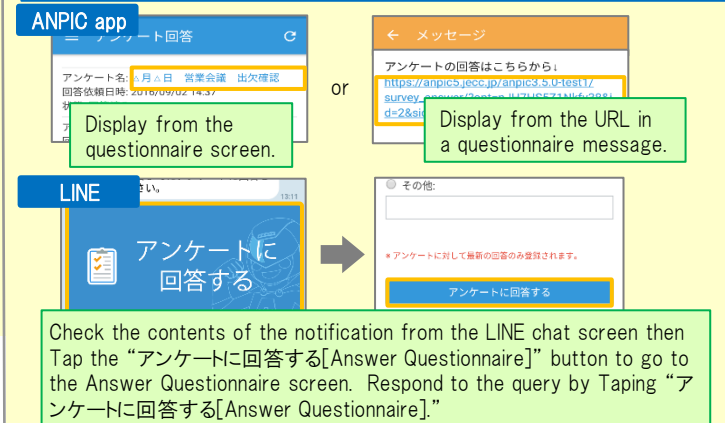 ANPIC app
アンケート回答
アンケート名: △月△日 営業会議 出欠確認
回答依頼日時: 2016/09/02 14:37
Display from the
questionnaire screen.
or
← メッセージ
アンケートの回答はこちらから↓
https://anpic5.jecc.jp/anpic3.5.0-test1/
Display from the URL in
a questionnaire message.
LINE
さい。
13:11
アンケートに
回答する
その他:
* アンケートに対して最新の回答のみ登録されます。
アンケートに回答する
Check the contents of the notification from the LINE chat screen then
Tap the “アンケートに回答する[Answer Questionnaire]” button to go to
the Answer Questionnaire screen. Respond to the query by Taping “ア
ンケートに回答する[Answer Questionnaire].”